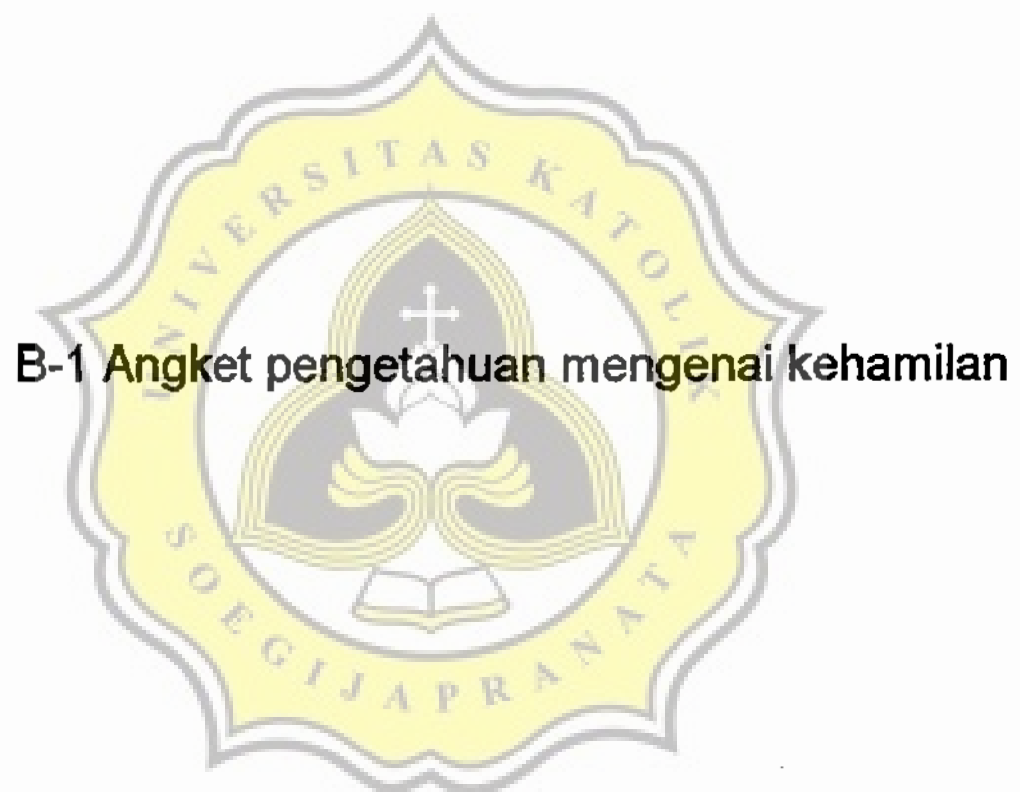 UNIVERSITAS KATOLIK
B-1 Angket pengetahuan mengenai kehamilan
SOEGIJAPRANATA